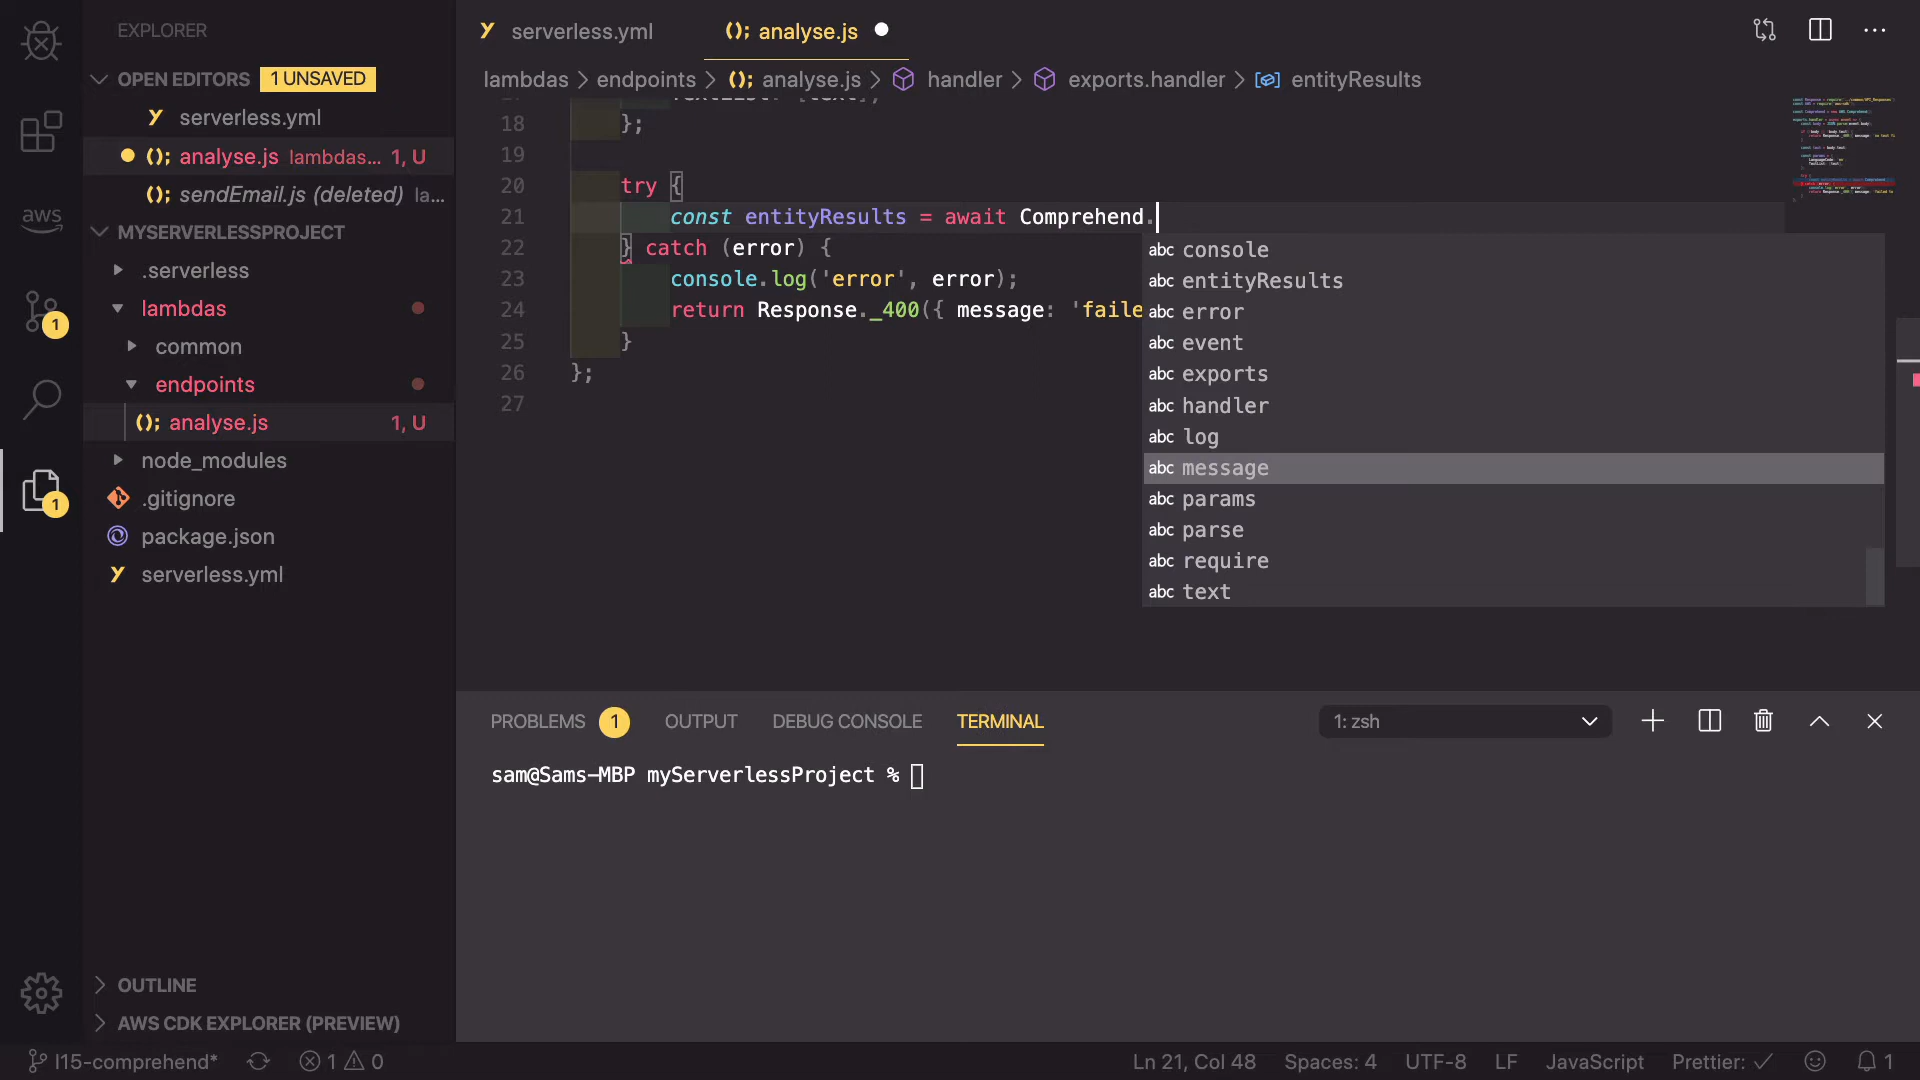 EXPLORER
OPEN EDITORS 1 UNSAVED
serverless.yml
analyse.js lambdas... 1, U
sendEmail.js (deleted) la...
MYSERVERLESSPROJECT
.serverless
lambdas
common
endpoints
analyse.js 1, U
node_modules
.gitignore
package.json
serverless.yml
OUTLINE
AWS CDK EXPLORER (PREVIEW)
aws
1
1
serverless.yml
analyse.js
lambdas > endpoints > analyse.js > handler > exports.handler > entityResults
18 };
19
20 try {
21 const entityResults = await Comprehend.
22 } catch (error) {
23 console.log('error', error);
24 return Response._400({ message: 'faile
25 }
26 };
27
abc console
abc entityResults
abc error
abc event
abc exports
abc handler
abc log
abc message
abc params
abc parse
abc require
abc text
PROBLEMS 1 OUTPUT DEBUG CONSOLE TERMINAL 1: zsh
sam@Sams-MBP myServerlessProject %
l15-comprehend* 1 0 Ln 21, Col 48 Spaces: 4 UTF-8 LF JavaScript Prettier: ✓ 1